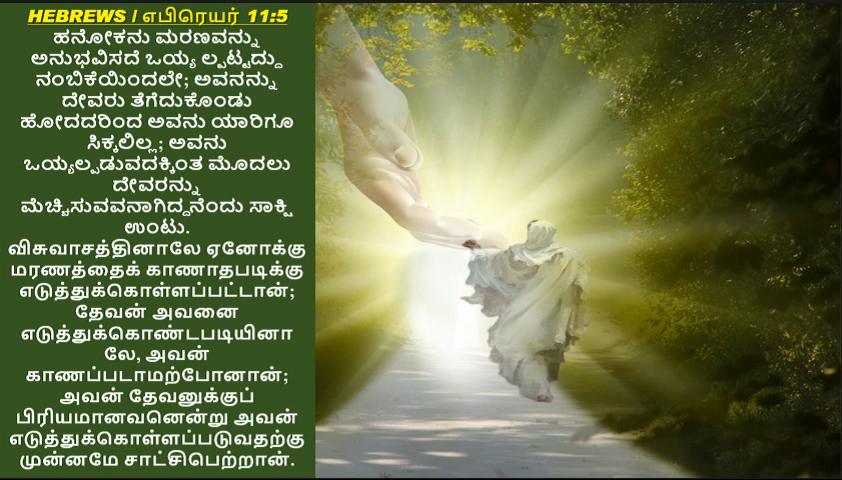 HEBREWS / எபிரெயர் 11:5
ಹನೋಕನು ಮರಣವನ್ನು
ಅನುಭವಿಸದೆ ಒಯ್ಯಲ್ಪಟ್ಟದ್ದು
ನಂಬಿಕೆಯಿಂದಲೇ; ಅವನನ್ನು
ದೇವರು ತೆಗೆದುಕೊಂಡು
ಹೋದದರಿಂದ ಅವನು ಯಾರಿಗೂ
ಸಿಕ್ಕಲಿಲ್ಲ; ಅವನು
ಒಯ್ಯಲ್ಪಡುವದಕ್ಕಿಂತ ಮೊದಲು
ದೇವರನ್ನು
ಮೆಚ್ಚಿಸುವವನಾಗಿದ್ದನೆಂದು ಸಾಕ್ಷಿ
ಉಂಟು.
விசுவாசத்தினாலே ஏனோக்கு
மரணத்தைக் காணாதபடிக்கு
எடுத்துக்கொள்ளப்பட்டான்;
தேவன் அவனை
எடுத்துக்கொண்டபடியினா
லே, அவன்
காணப்படாமற்போனான்;
அவன் தேவனுக்குப்
பிரியமானவனென்று அவன்
எடுத்துக்கொள்ளப்படுவதற்கு
முன்னமே சாட்சிபெற்றான்.